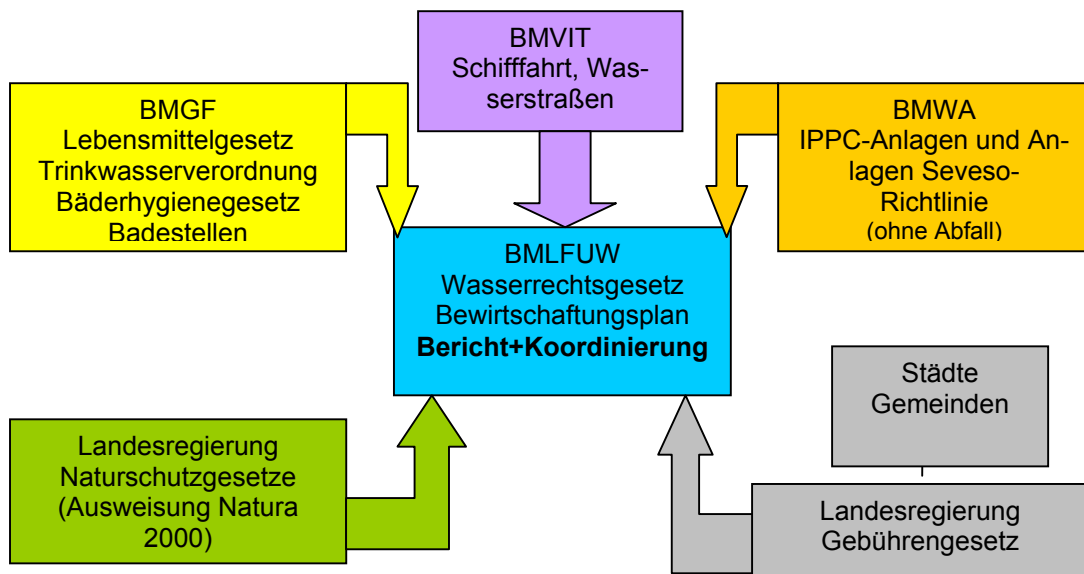 BMVIT
Schifffahrt, Was-
serstraßen
BMGF
Lebensmittelgesetz
Trinkwasserverordnung
Bäderhygienegesetz
Badestellen
BMWA
IPPC-Anlagen und An-
lagen Seveso-
Richtlinie
(ohne Abfall)
BMLFUW
Wasserrechtsgesetz
Bewirtschaftungsplan
Bericht+Koordinierung
Städte
Gemeinden
Landesregierung
Naturschutzgesetze
(Ausweisung Natura
2000)
Landesregierung
Gebührengesetz